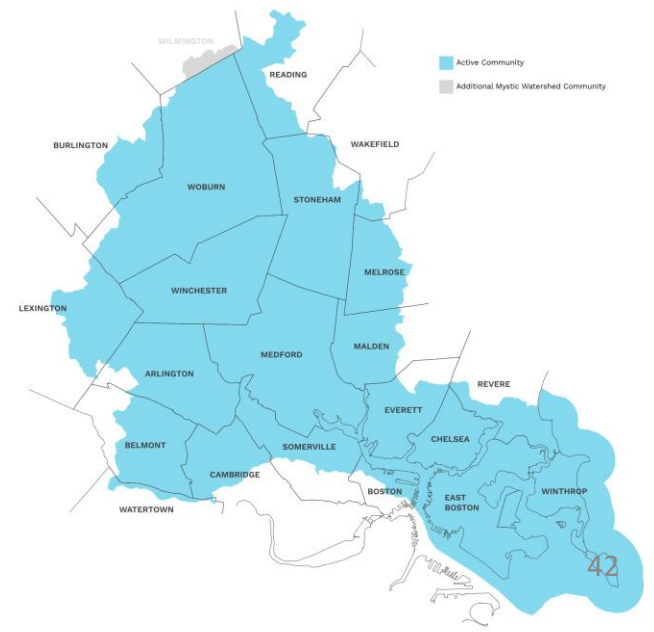 WILMINGTON
READING
Active Community
Additional Mystic Watershed Community
BURLINGTON
WAKEFIELD
WOBURN
STONEHAM
MELROSE
WINCHESTER
LEXINGTON
MALDEN
MEDFORD
ARLINGTON
REVERE
EVERETT
CHELSEA
BELMONT
SOMERVILLE
CAMBRIDGE
BOSTON
EAST
BOSTON
WINTHROP
WATERTOWN
42